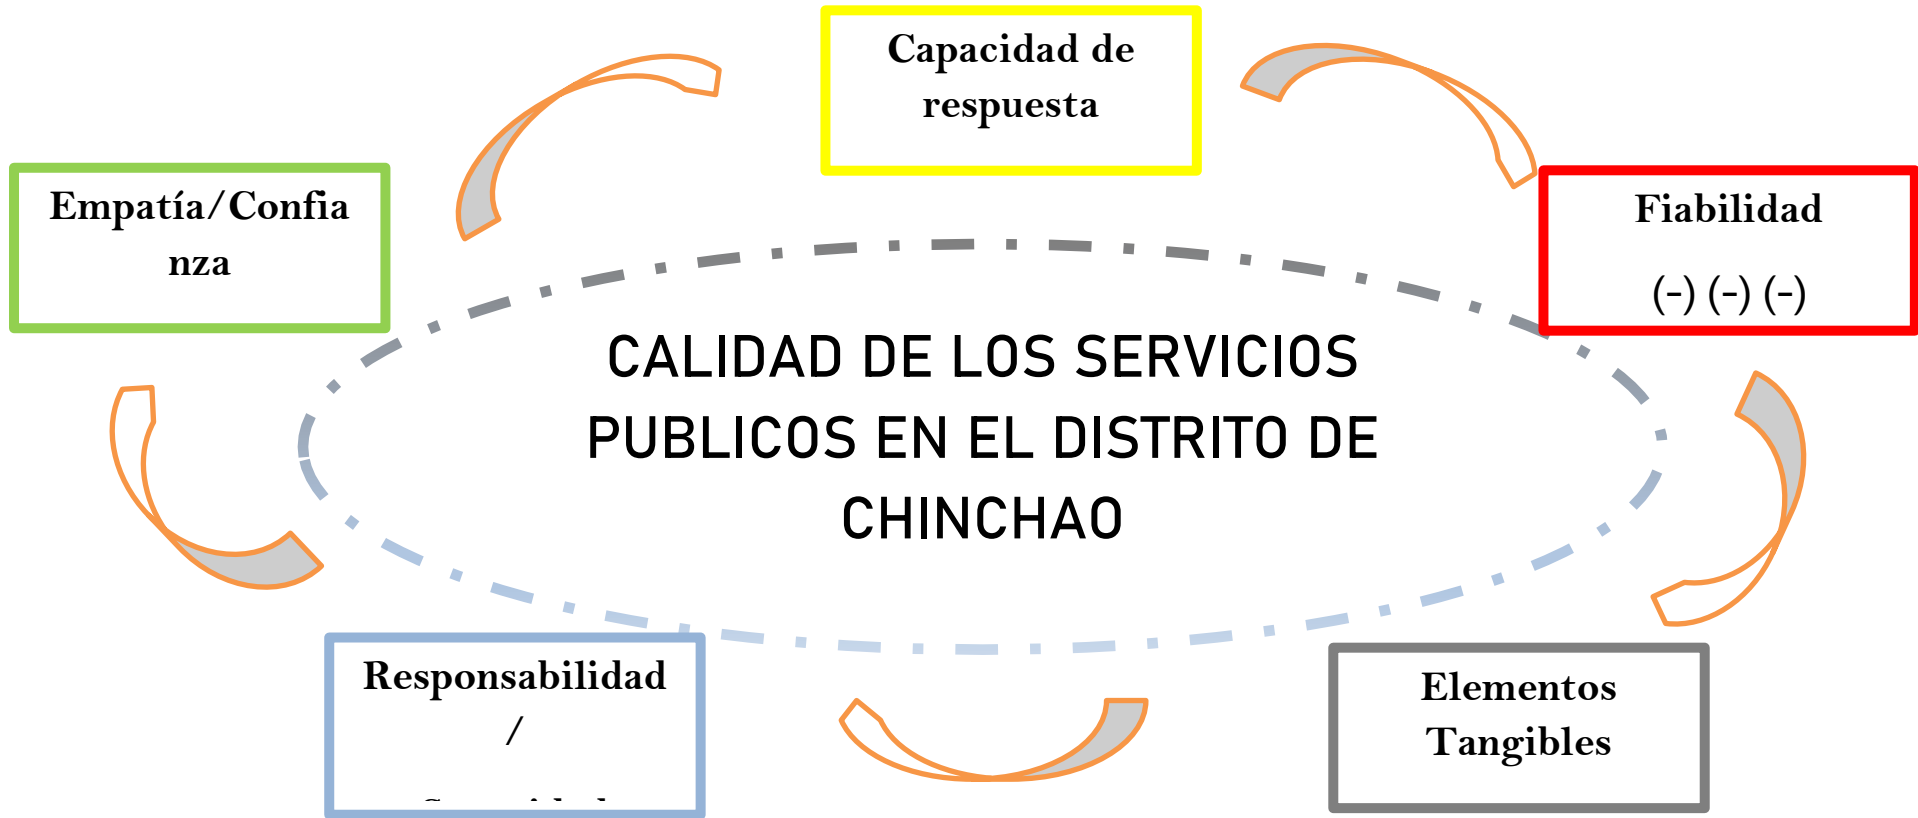 Capacidad de
respuesta
Empatía/Confia
nza
Fiabilidad
(-) (-) (-)
CALIDAD DE LOS SERVICIOS
PUBLICOS EN EL DISTRITO DE
CHINCHAO
Responsabilidad
/
Elementos
Tangibles